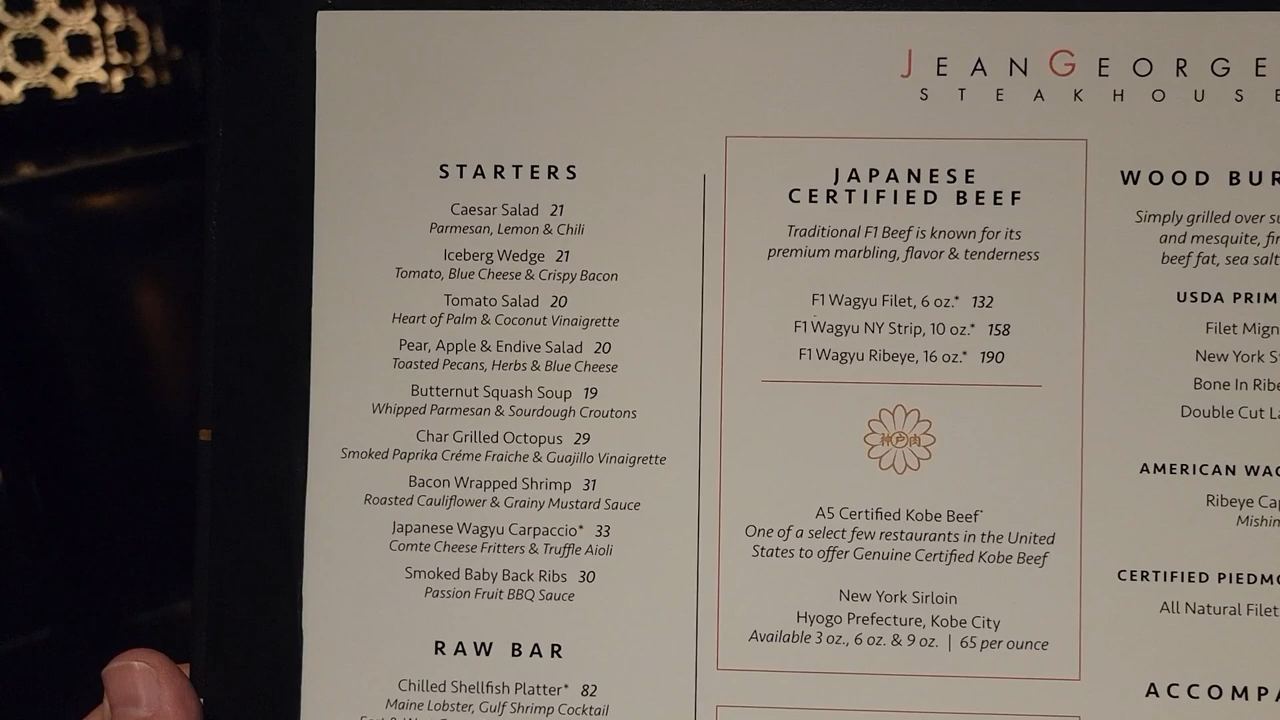 JEANGEORGE
STEAKHOUSE
STARTERS
Caesar Salad 21
Parmesan, Lemon & Chili
Iceberg Wedge 21
Tomato, Blue Cheese & Crispy Bacon
Tomato Salad 20
Heart of Palm & Coconut Vinaigrette
Pear, Apple & Endive Salad 20
Toasted Pecans, Herbs & Blue Cheese
Butternut Squash Soup 19
Whipped Parmesan & Sourdough Croutons
Char Grilled Octopus 29
Smoked Paprika Créme Fraiche & Guajillo Vinaigrette
Bacon Wrapped Shrimp 31
Roasted Cauliflower & Grainy Mustard Sauce
Japanese Wagyu Carpaccio* 33
Comte Cheese Fritters & Truffle Aioli
Smoked Baby Back Ribs 30
Passion Fruit BBQ Sauce
RAW BAR
Chilled Shellfish Platter* 82
Maine Lobster, Gulf Shrimp Cocktail
JAPANESE
CERTIFIED BEEF
Traditional F1 Beef is known for its
premium marbling, flavor & tenderness
F1 Wagyu Filet, 6 oz.* 132
F1 Wagyu NY Strip, 10 oz.* 158
F1 Wagyu Ribeye, 16 oz.* 190
神戸肉
A5 Certified Kobe Beef*
One of a select few restaurants in the United
States to offer Genuine Certified Kobe Beef
New York Sirloin
Hyogo Prefecture, Kobe City
Available 3 oz., 6 oz. & 9 oz. | 65 per ounce
WOOD BUR
Simply grilled over
and mesquite,
beef fat, sea salt
USDA PRIM
Filet Mign
New York S
Bone In Ribe
Double Cut La
AMERICAN WAG
Ribeye Cap
Mishim
CERTIFIED PIEDMO
All Natural Filet
ACCOMPA